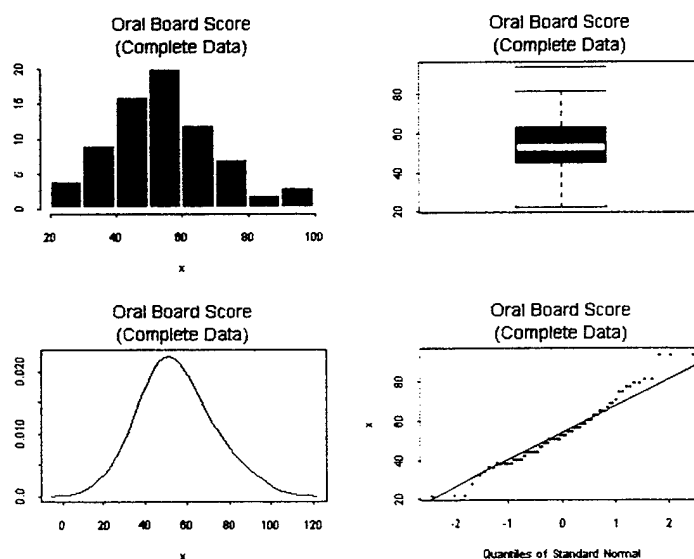 Oral Board Score
(Complete Data)
20
15
10
5
0
20 40 60 80 100
x
Oral Board Score
(Complete Data)
80
60
40
20
Oral Board Score
(Complete Data)
0.020
0.010
0.0
0 20 40 60 80 100 120
x
Oral Board Score
(Complete Data)
x
80
60
40
20
-2 -1 0 1 2
Quantiles of Standard Normal